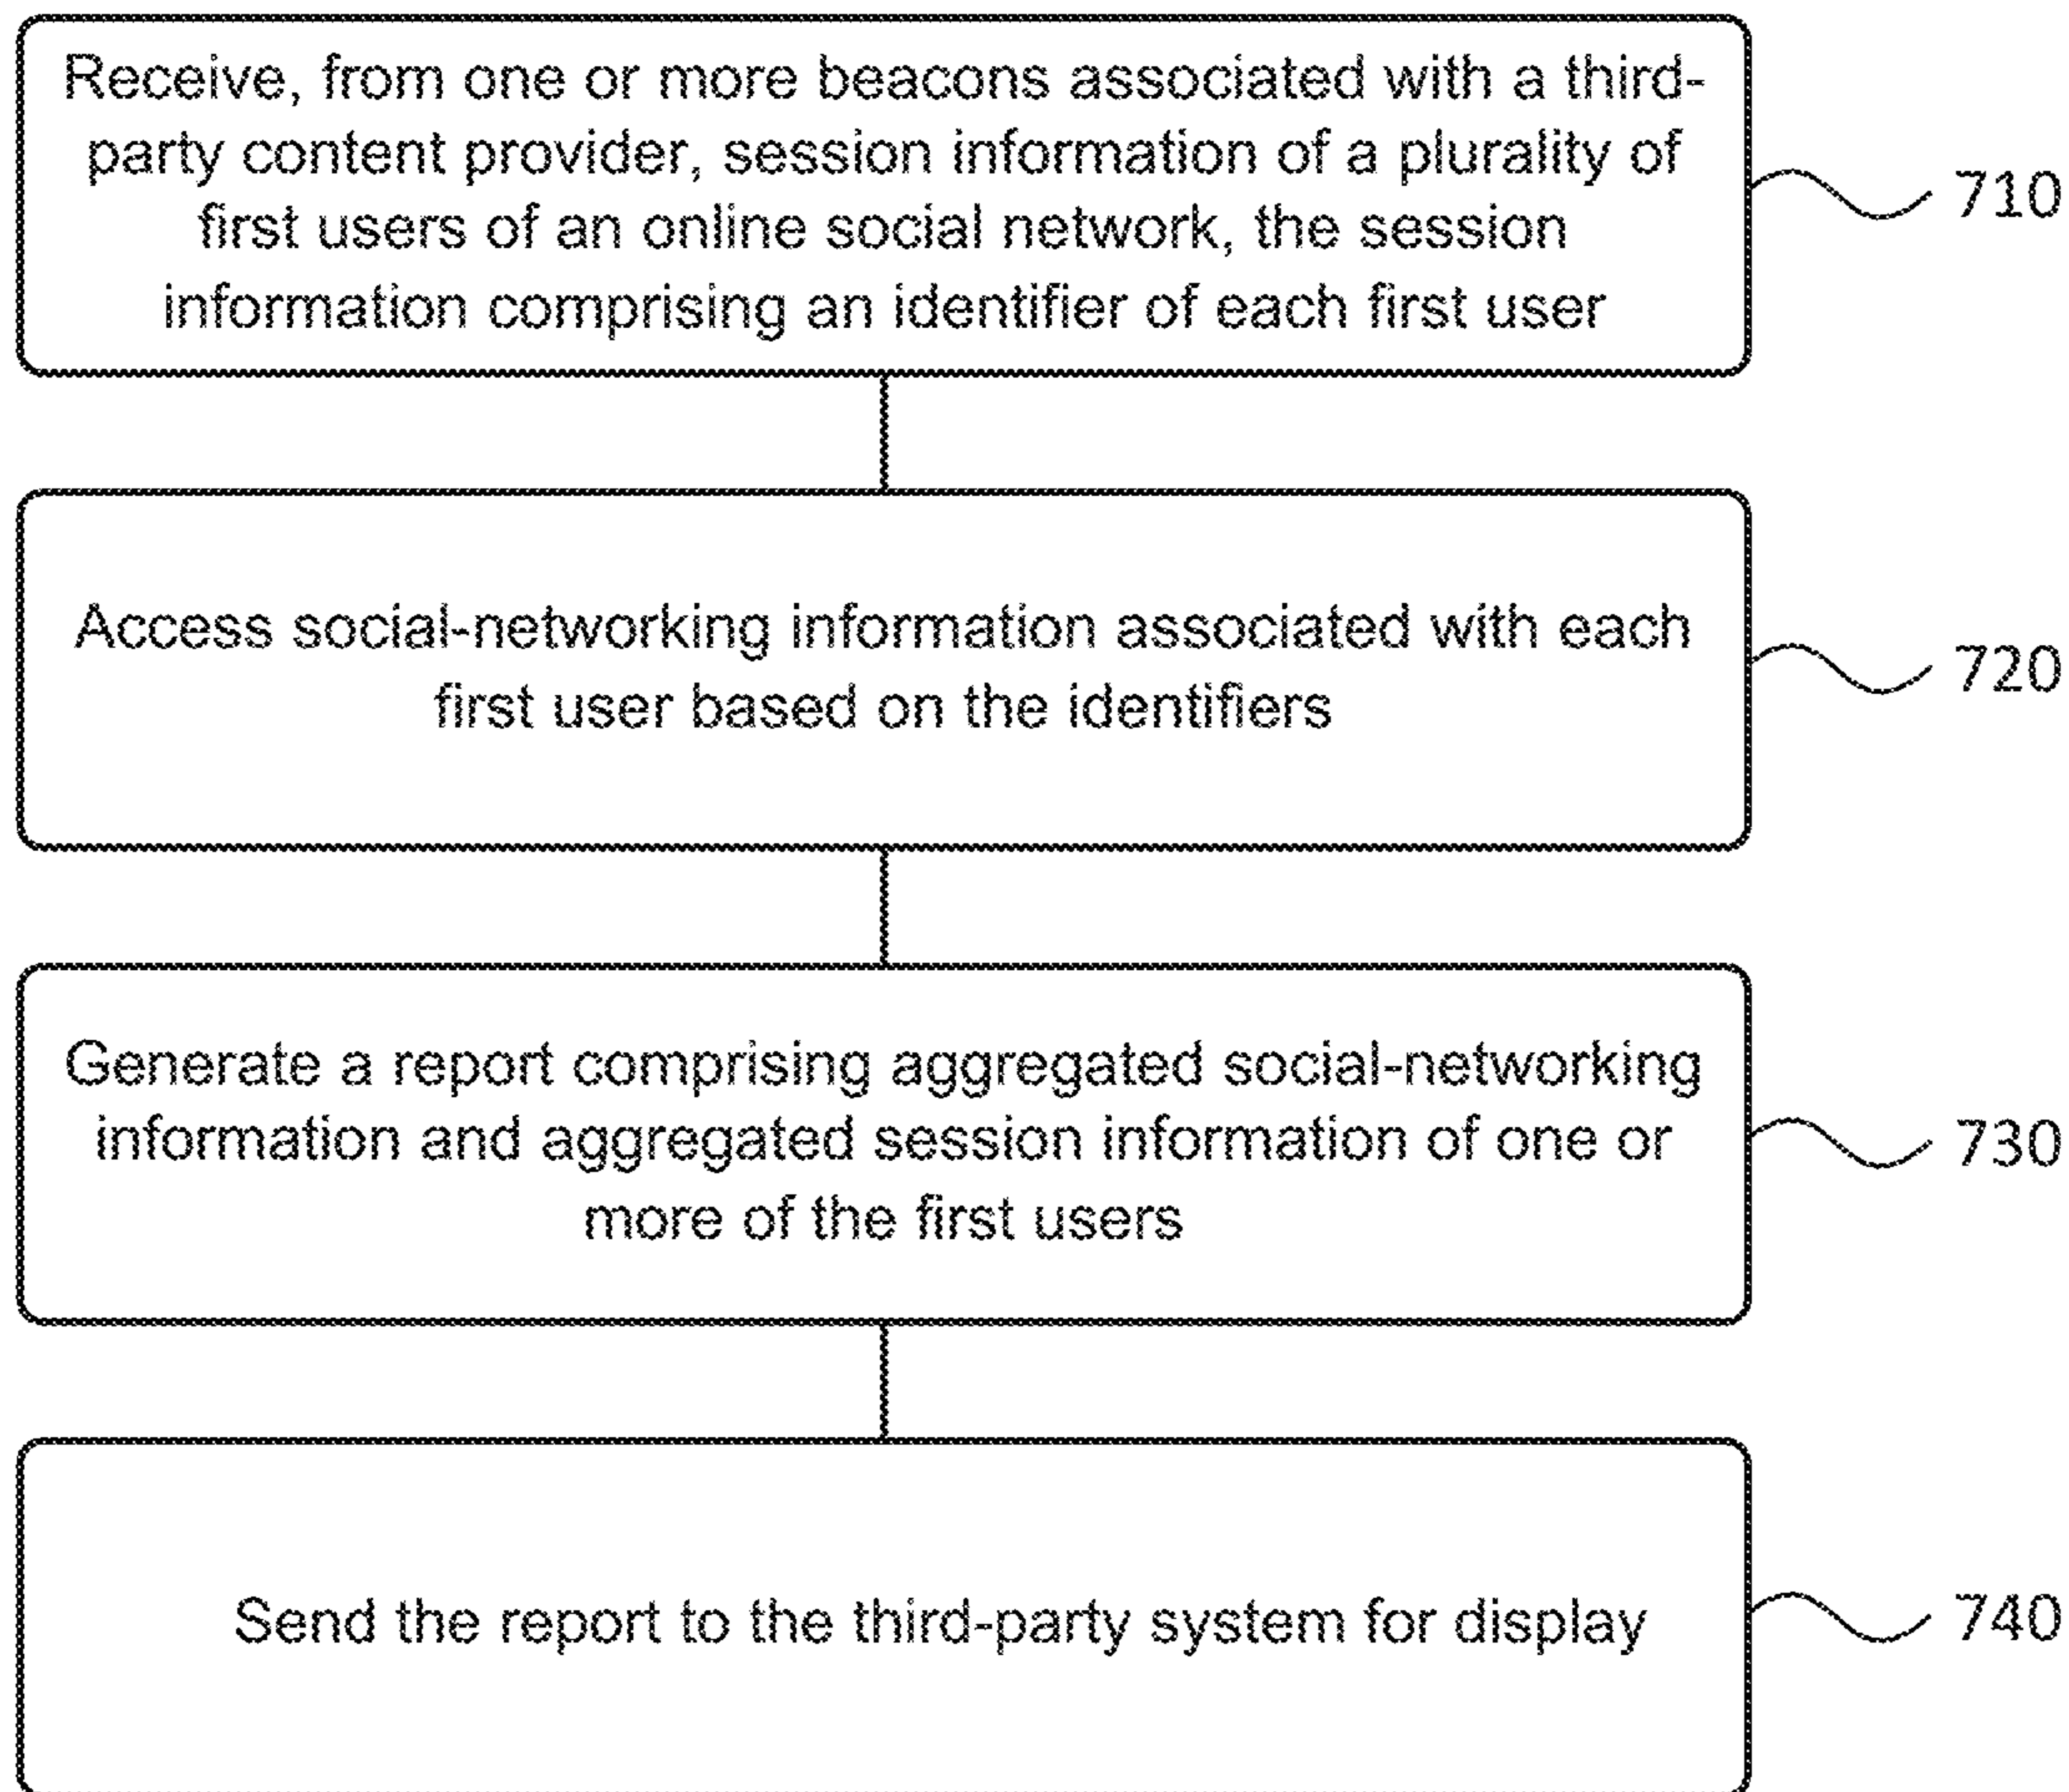 Receive, from one or more beacons associated with a third-
party content provider, session information of a plurality of
first users of an online social network, the session
information comprising an identifier of each first user
710
Access social-networking information associated with each
first user based on the identifiers
720
Generate a report comprising aggregated social-networking
information and aggregated session information of one or
more of the first users
730
Send the report to the third-party system for display
740